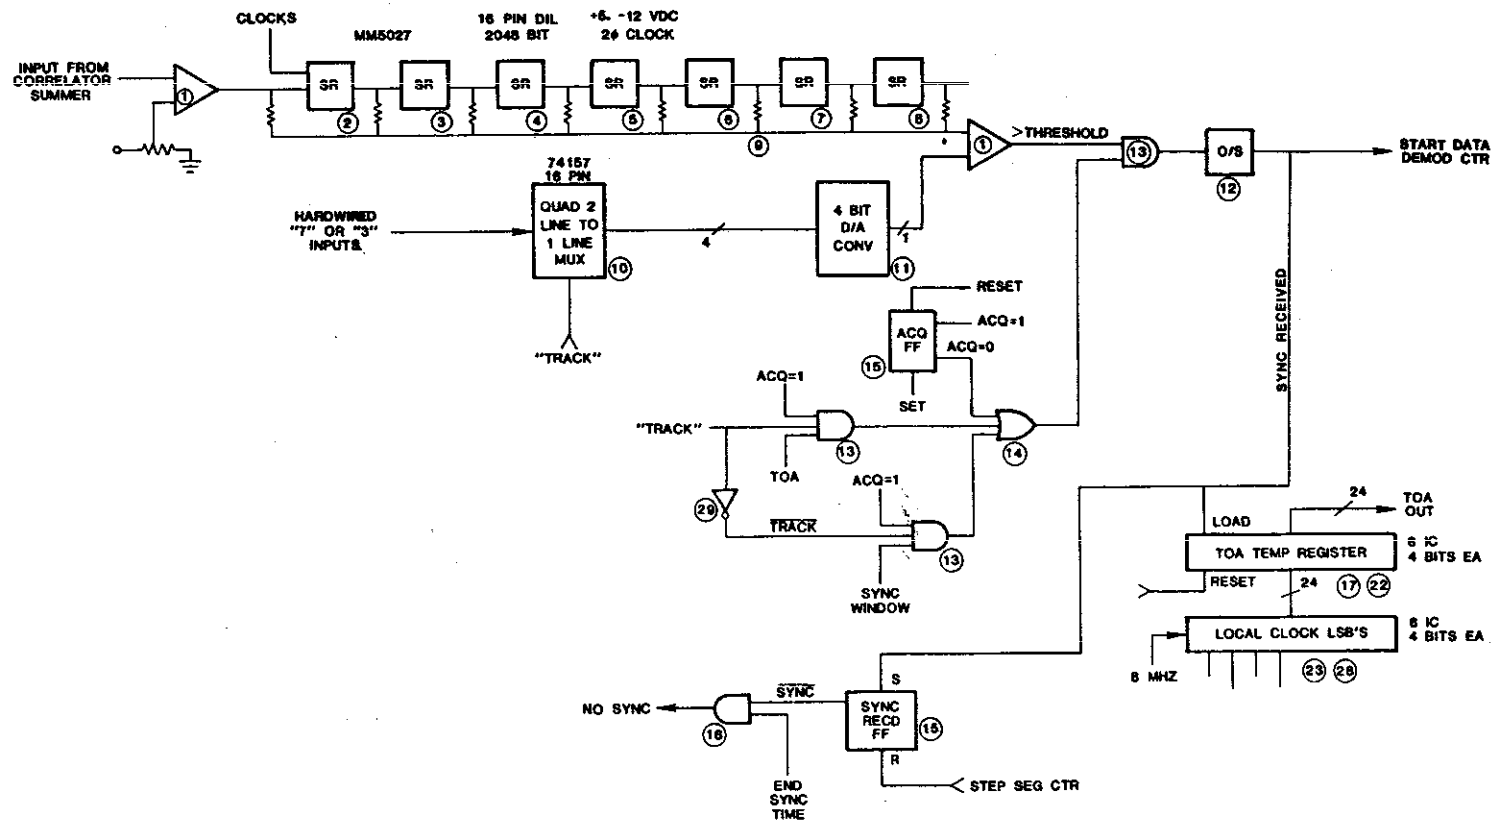 CLOCKS
MM5027
16 PIN DIL
2048 BIT
+5. -12 VDC
2ϕ CLOCK
INPUT FROM
CORRELATOR
SUMMER
1
SR
2
SR
3
SR
4
SR
5
SR
6
SR
7
SR
8
9
1
>THRESHOLD
13
O/S
12
START DATA
DEMOD CTR
74157
16 PIN
QUAD 2
LINE TO
1 LINE
MUX
10
HARDWIRED
"7" OR "3"
INPUTS
4
4 BIT
D/A
CONV
11
1
"TRACK"
RESET
ACQ
FF
15
ACQ=1
ACQ=0
SET
SYNC RECEIVED
ACQ=1
"TRACK"
13
TOA
14
29
TRACK
ACQ=1
13
SYNC
WINDOW
24
TOA
OUT
LOAD
TOA TEMP REGISTER
6 IC
4 BITS EA
RESET
24
17
22
LOCAL CLOCK LSB'S
6 IC
4 BITS EA
8 MHZ
23
28
S
SYNC
RECD
FF
15
R
SYNC
NO SYNC
16
END
SYNC
TIME
STEP SEG CTR